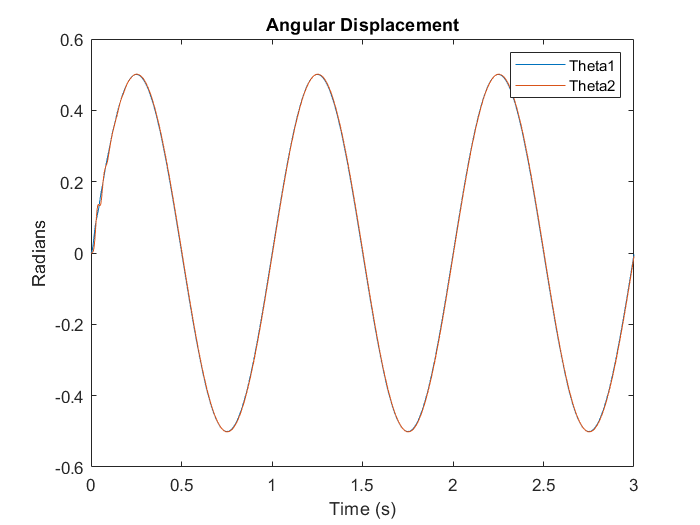 Angular Displacement
Theta1
Theta2
0.6
0.4
0.2
0
-0.2
-0.4
-0.6
Radians
0 0.5 1 1.5 2 2.5 3
Time (s)